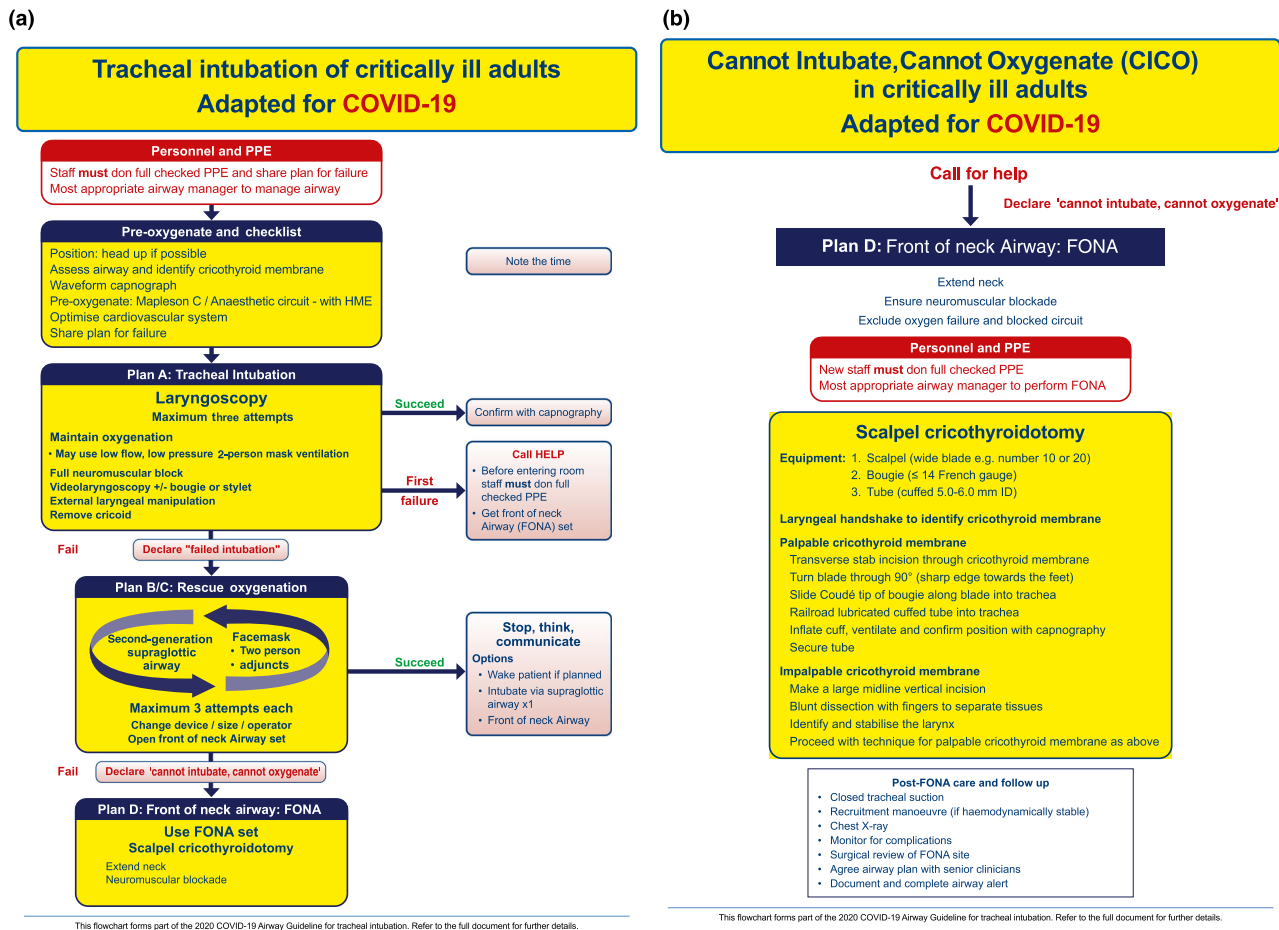 (a)
Tracheal intubation of critically ill adults
Adapted for COVID-19
Personnel and PPE
Staff must don full checked PPE and share plan for failure
Most appropriate airway manager to manage airway
Pre-oxygenate and checklist
Position: head up if possible
Assess airway and identify cricothyroid membrane
Waveform capnograph
Pre-oxygenate: Mapleson C / Anaesthetic circuit - with HME
Optimise cardiovascular system
Share plan for failure
Note the time
Plan A: Tracheal Intubation
Laryngoscopy
Maximum three attempts
Maintain oxygenation
• May use low flow, low pressure 2-person mask ventilation
Full neuromuscular block
Videolaryngoscopy +/- bougie or stylet
External laryngeal manipulation
Remove cricoid
Succeed
Confirm with capnography
First
failure
Call HELP
• Before entering room
staff must don full
checked PPE
• Get front of neck
Airway (FONA) set
Fail
Declare "failed intubation"
Plan B/C: Rescue oxygenation
Second-generation
supraglottic
airway
Facemask
• Two person
• adjuncts
Maximum 3 attempts each
Change device / size / operator
Open front of neck Airway set
Succeed
Stop, think,
communicate
Options
• Wake patient if planned
• Intubate via supraglottic
airway x1
• Front of neck Airway
Fail
Declare 'cannot intubate, cannot oxygenate'
Plan D: Front of neck airway: FONA
Use FONA set
Scalpel cricothyroidotomy
Extend neck
Neuromuscular blockade
This flowchart forms part of the 2020 COVID-19 Airway Guideline for tracheal intubation. Refer to the full document for further details.
(b)
Cannot Intubate,Cannot Oxygenate (CICO)
in critically ill adults
Adapted for COVID-19
Call for help
Declare 'cannot intubate, cannot oxygenate'
Plan D: Front of neck Airway: FONA
Extend neck
Ensure neuromuscular blockade
Exclude oxygen failure and blocked circuit
Personnel and PPE
New staff must don full checked PPE
Most appropriate airway manager to perform FONA
Scalpel cricothyroidotomy
Equipment: 1. Scalpel (wide blade e.g. number 10 or 20)
2. Bougie (≤ 14 French gauge)
3. Tube (cuffed 5.0-6.0 mm ID)
Laryngeal handshake to identify cricothyroid membrane
Palpable cricothyroid membrane
Transverse stab incision through cricothyroid membrane
Turn blade through 90° (sharp edge towards the feet)
Slide Coudé tip of bougie along blade into trachea
Railroad lubricated cuffed tube into trachea
Inflate cuff, ventilate and confirm position with capnography
Secure tube
Impalpable cricothyroid membrane
Make a large midline vertical incision
Blunt dissection with fingers to separate tissues
Identify and stabilise the larynx
Proceed with technique for palpable cricothyroid membrane as above
Post-FONA care and follow up
• Closed tracheal suction
• Recruitment manoeuvre (if haemodynamically stable)
• Chest X-ray
• Monitor for complications
• Surgical review of FONA site
• Agree airway plan with senior clinicians
• Document and complete airway alert
This flowchart forms part of the 2020 COVID-19 Airway Guideline for tracheal intubation. Refer to the full document for further details.